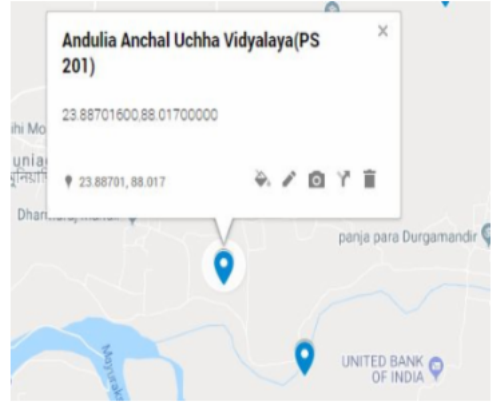 Andulia Anchal Uchha Vidyalaya(PS
201)
23.88701600,88.01700000
23.88701, 88.017
panja para Durgamandir
UNITED BANK
OF INDIA